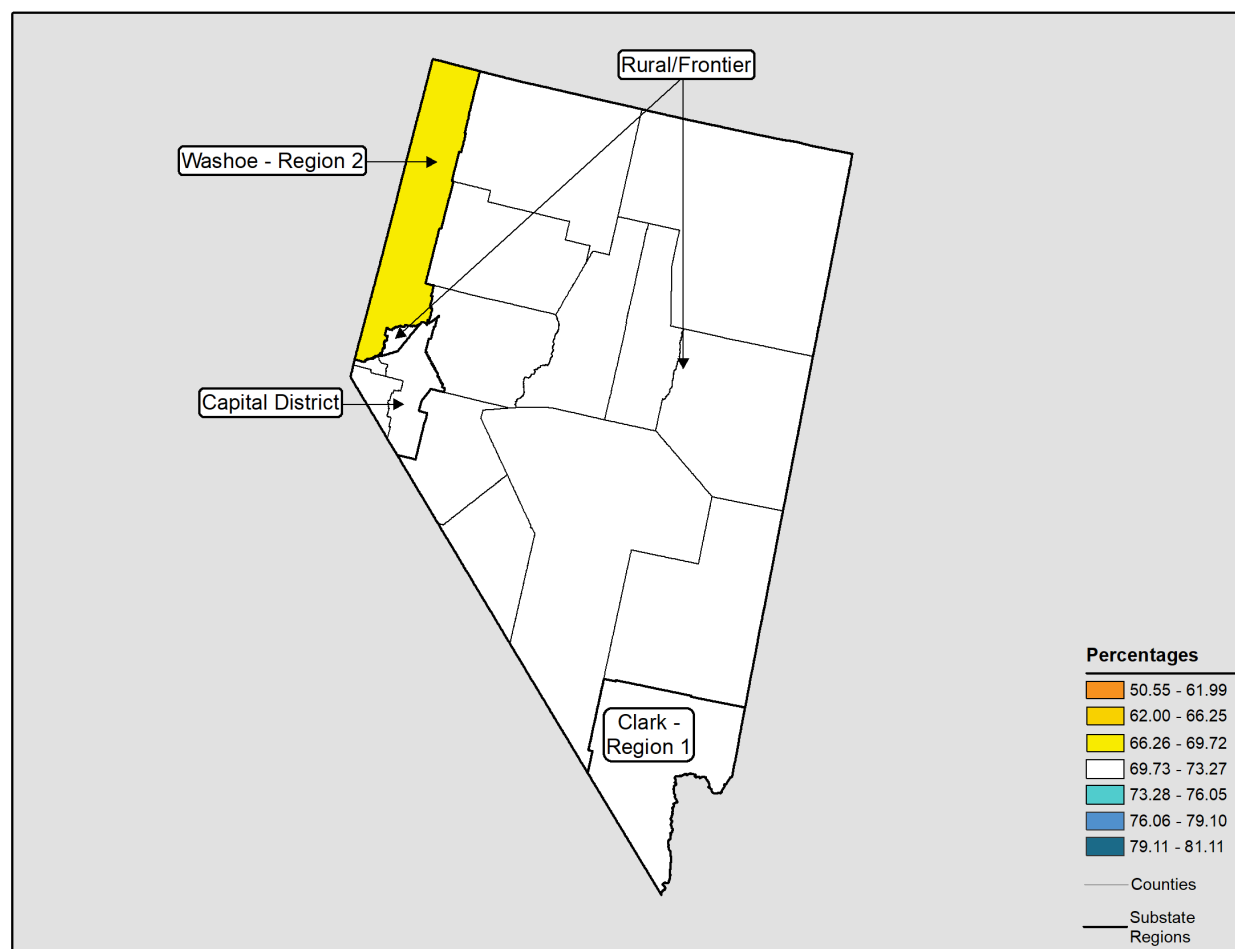 Rural/Frontier
Washoe - Region 2
Capital District
Clark -
Region 1
Percentages
50.55 - 61.99
62.00 - 66.25
66.26 - 69.72
69.73 - 73.27
73.28 - 76.05
76.06 - 79.10
79.11 - 81.11
Counties
Substate
Regions